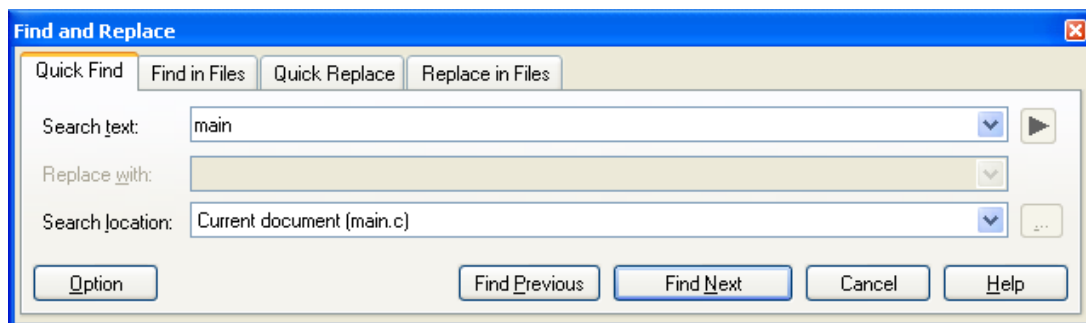 Find and Replace
Quick Find Find in Files Quick Replace Replace in Files
Search text: main
Replace with:
Search location: Current document (main.c)
...
Option Find Previous Find Next Cancel Help